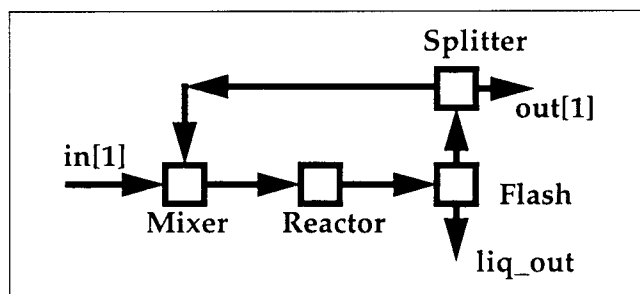 Splitter
out[1]
in[1]
Mixer
Reactor
Flash
liq_out